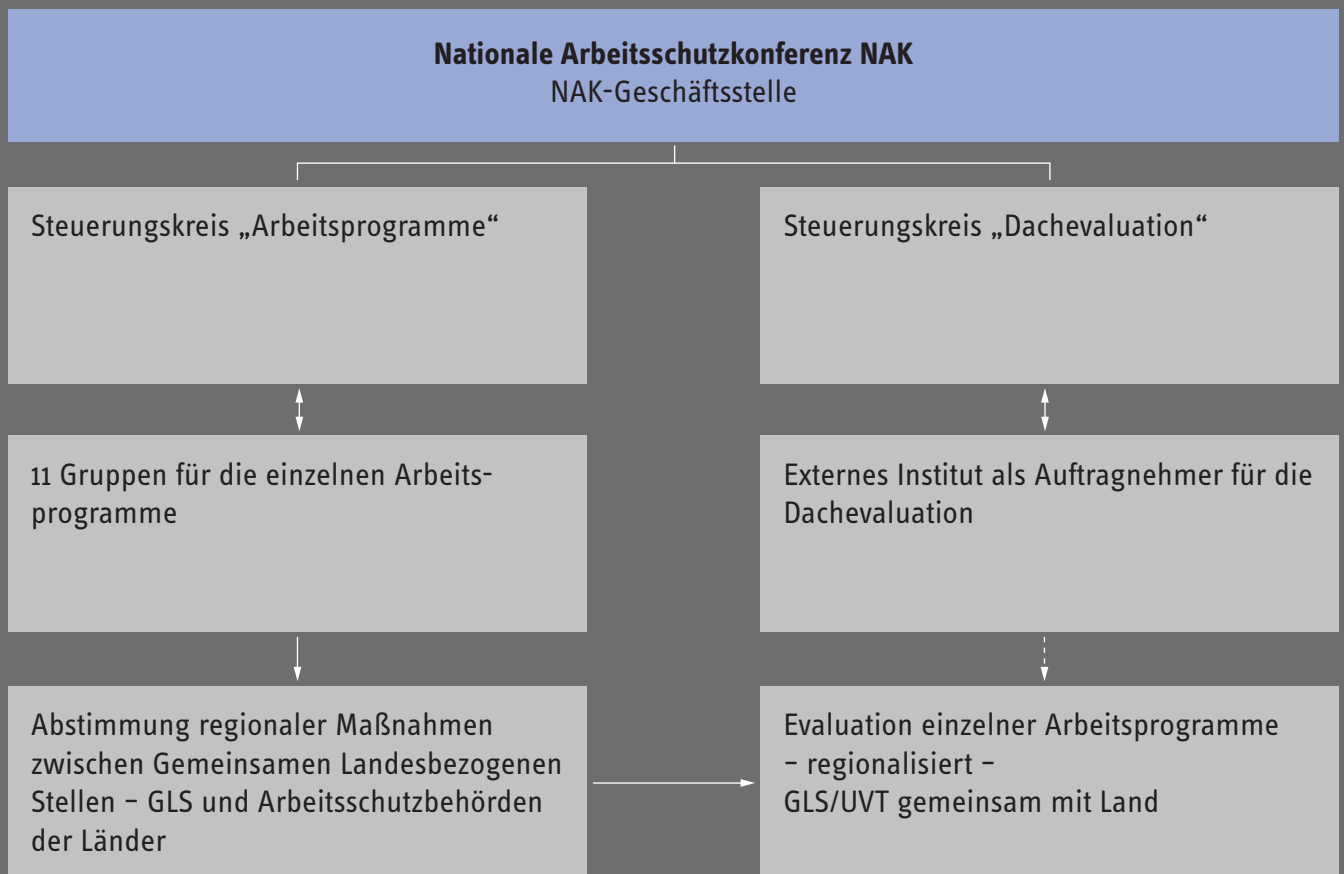 Nationale Arbeitsschutzkonferenz NAK
NAK-Geschäftsstelle
Steuerungskreis „Arbeitsprogramme“
Steuerungskreis „Dachevaluation“
11 Gruppen für die einzelnen Arbeits-
programme
Externes Institut als Auftragnehmer für die
Dachevaluation
Abstimmung regionaler Maßnahmen
zwischen Gemeinsamen Landesbezogenen
Stellen – GLS und Arbeitsschutzbehörden
der Länder
Evaluation einzelner Arbeitsprogramme
– regionalisiert –
GLS/UVT gemeinsam mit Land